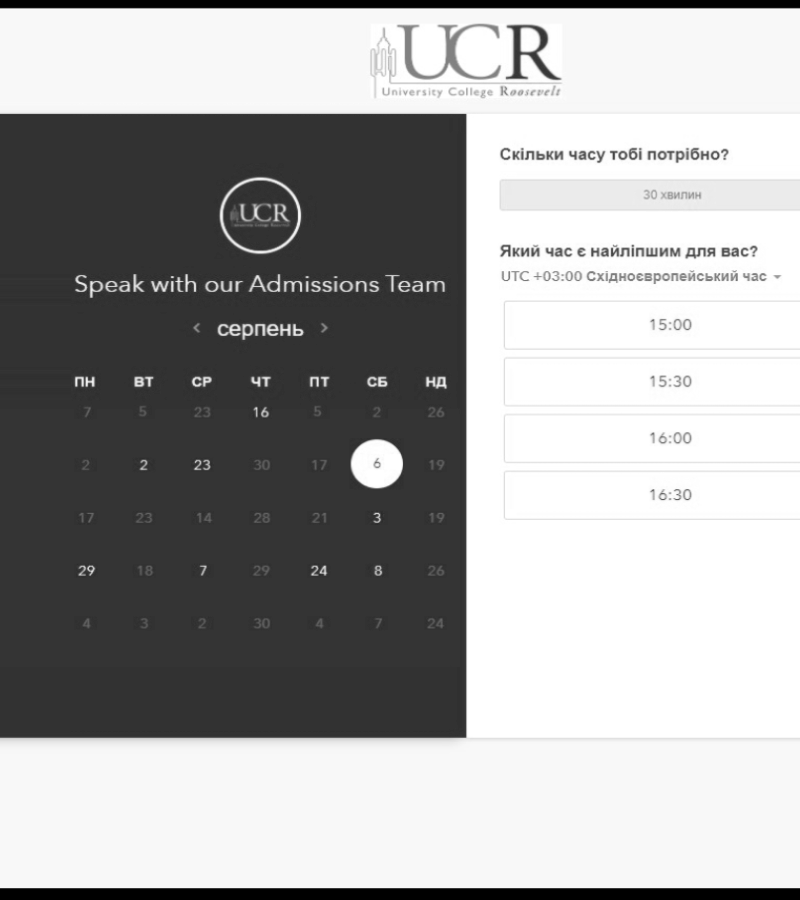 UCR
University College Roosevelt
UCR
Speak with our Admissions Team
‹ серпень ›
ПН ВТ СР ЧТ ПТ СБ НД
7 5 23 16 5 2 26
2 2 23 30 17 6 19
17 23 14 28 21 3 19
29 18 7 29 24 8 26
4 3 2 30 4 7 24
Скільки часу тобі потрібно?
30 хвилин
Який час є найліпшим для вас?
UTC +03:00 Східноєвропейський час
15:00
15:30
16:00
16:30